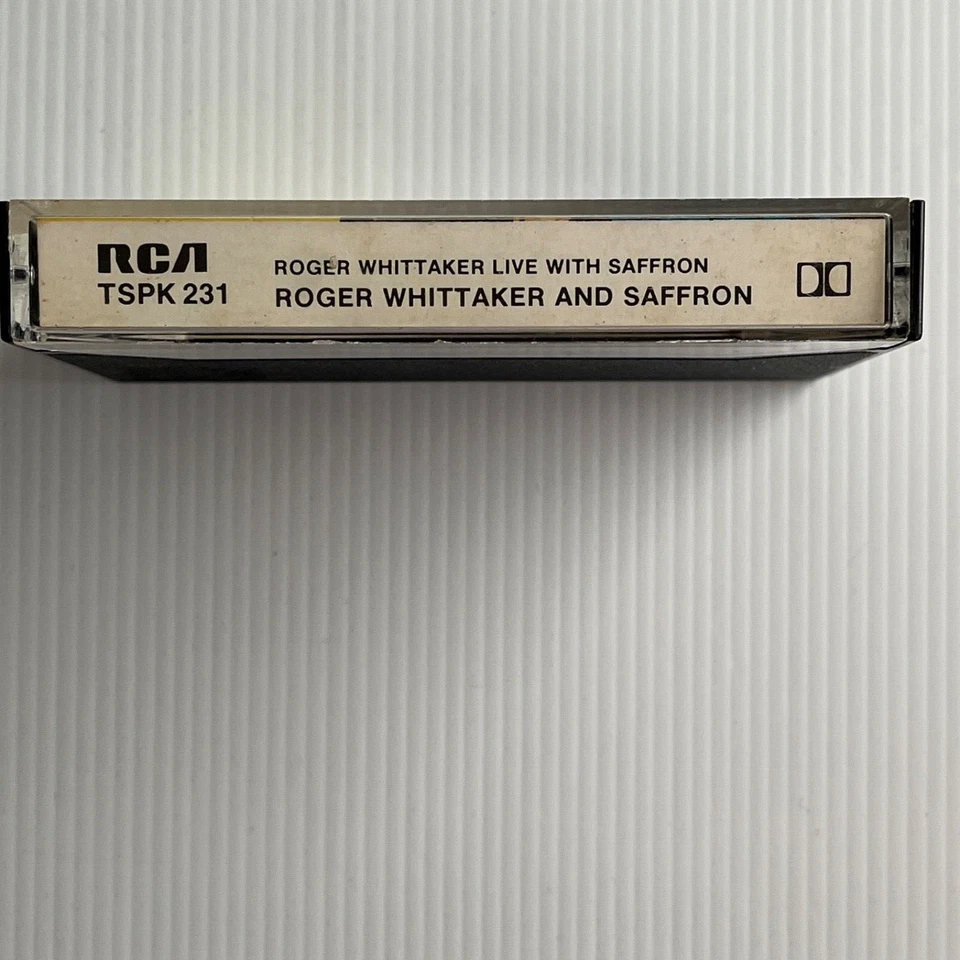 RCA
TSPK 231
ROGER WHITTAKER LIVE WITH SAFFRON
ROGER WHITTAKER AND SAFFRON